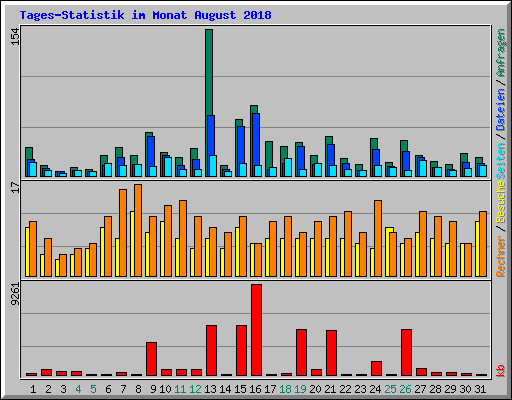 Tages-Statistik im Monat August 2018
154
Rechner / Besuche Seiten / Dateien / Anfragen
17
9261
kb
1 2 3 4 5 6 7 8 9 10 11 12 13 14 15 16 17 18 19 20 21 22 23 24 25 26 27 28 29 30 31